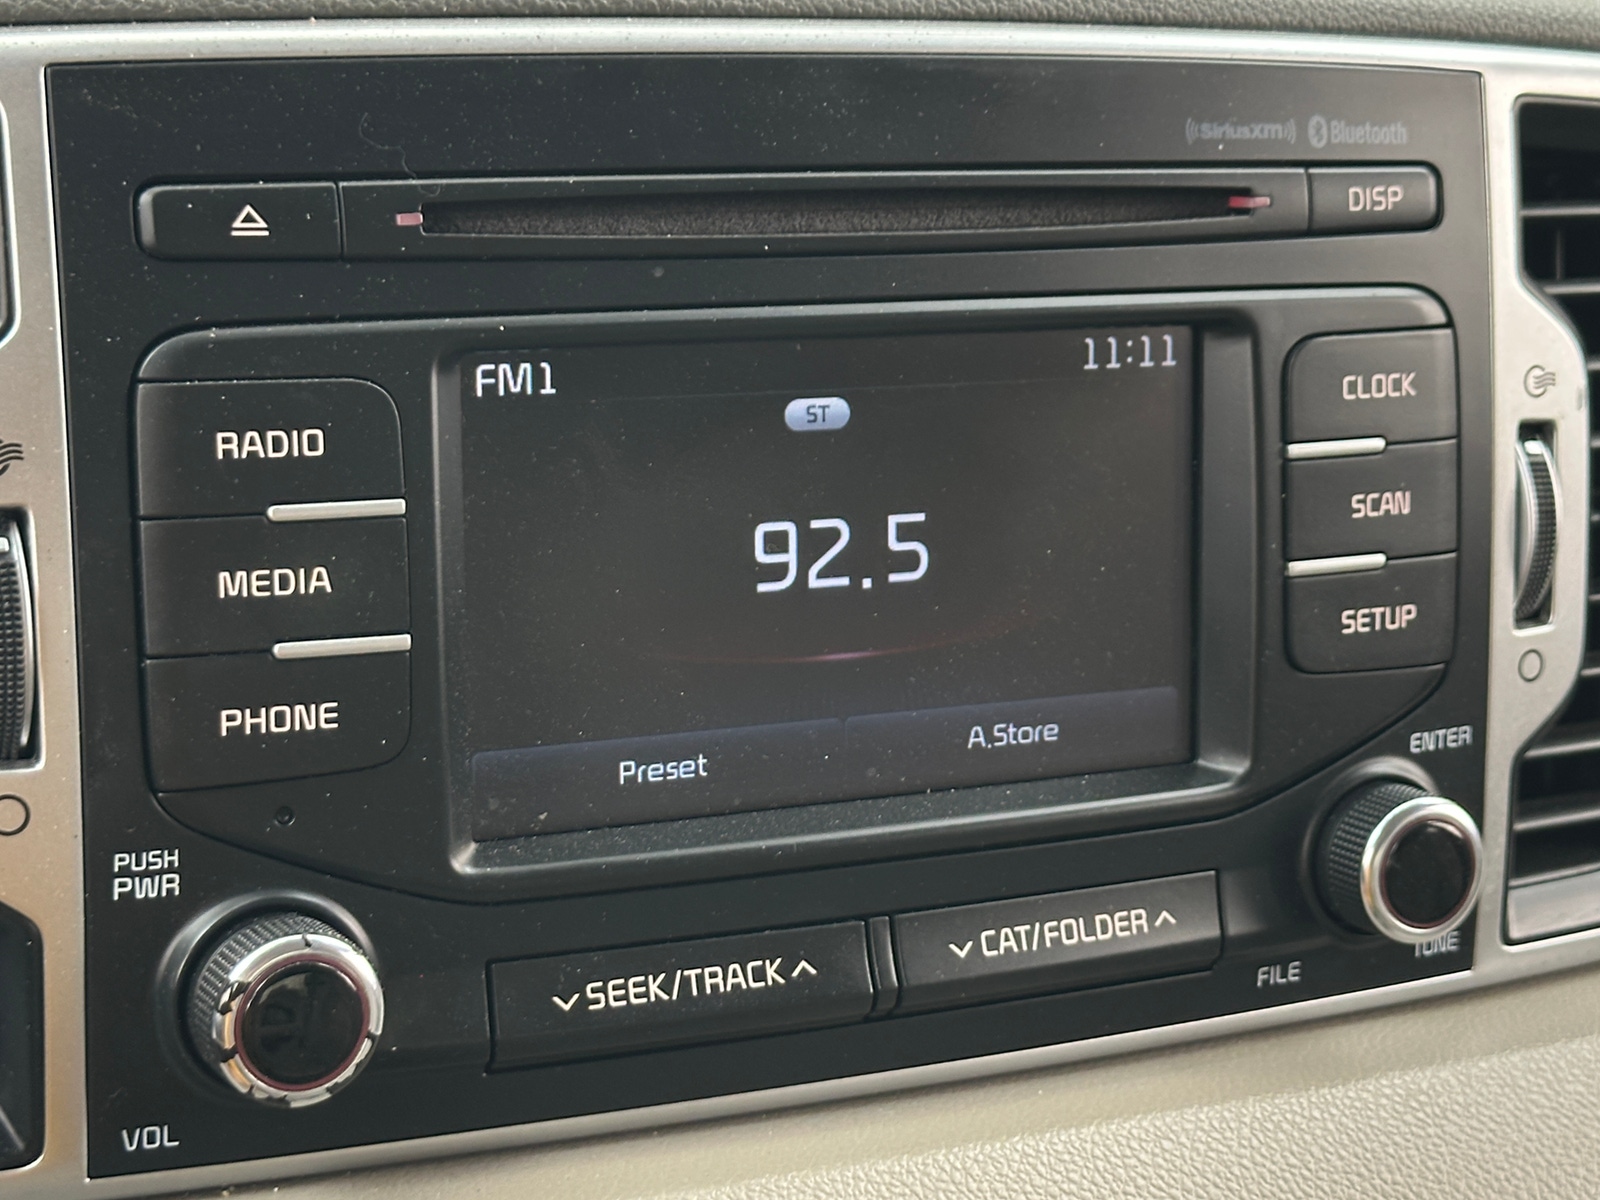 SiriusXM Bluetooth
DISP
FM1
11:11
ST
92.5
Preset
A.Store
RADIO
MEDIA
PHONE
CLOCK
SCAN
SETUP
ENTER
PUSH
PWR
VOL
SEEK/TRACK
CAT/FOLDER
FILE
TUNE